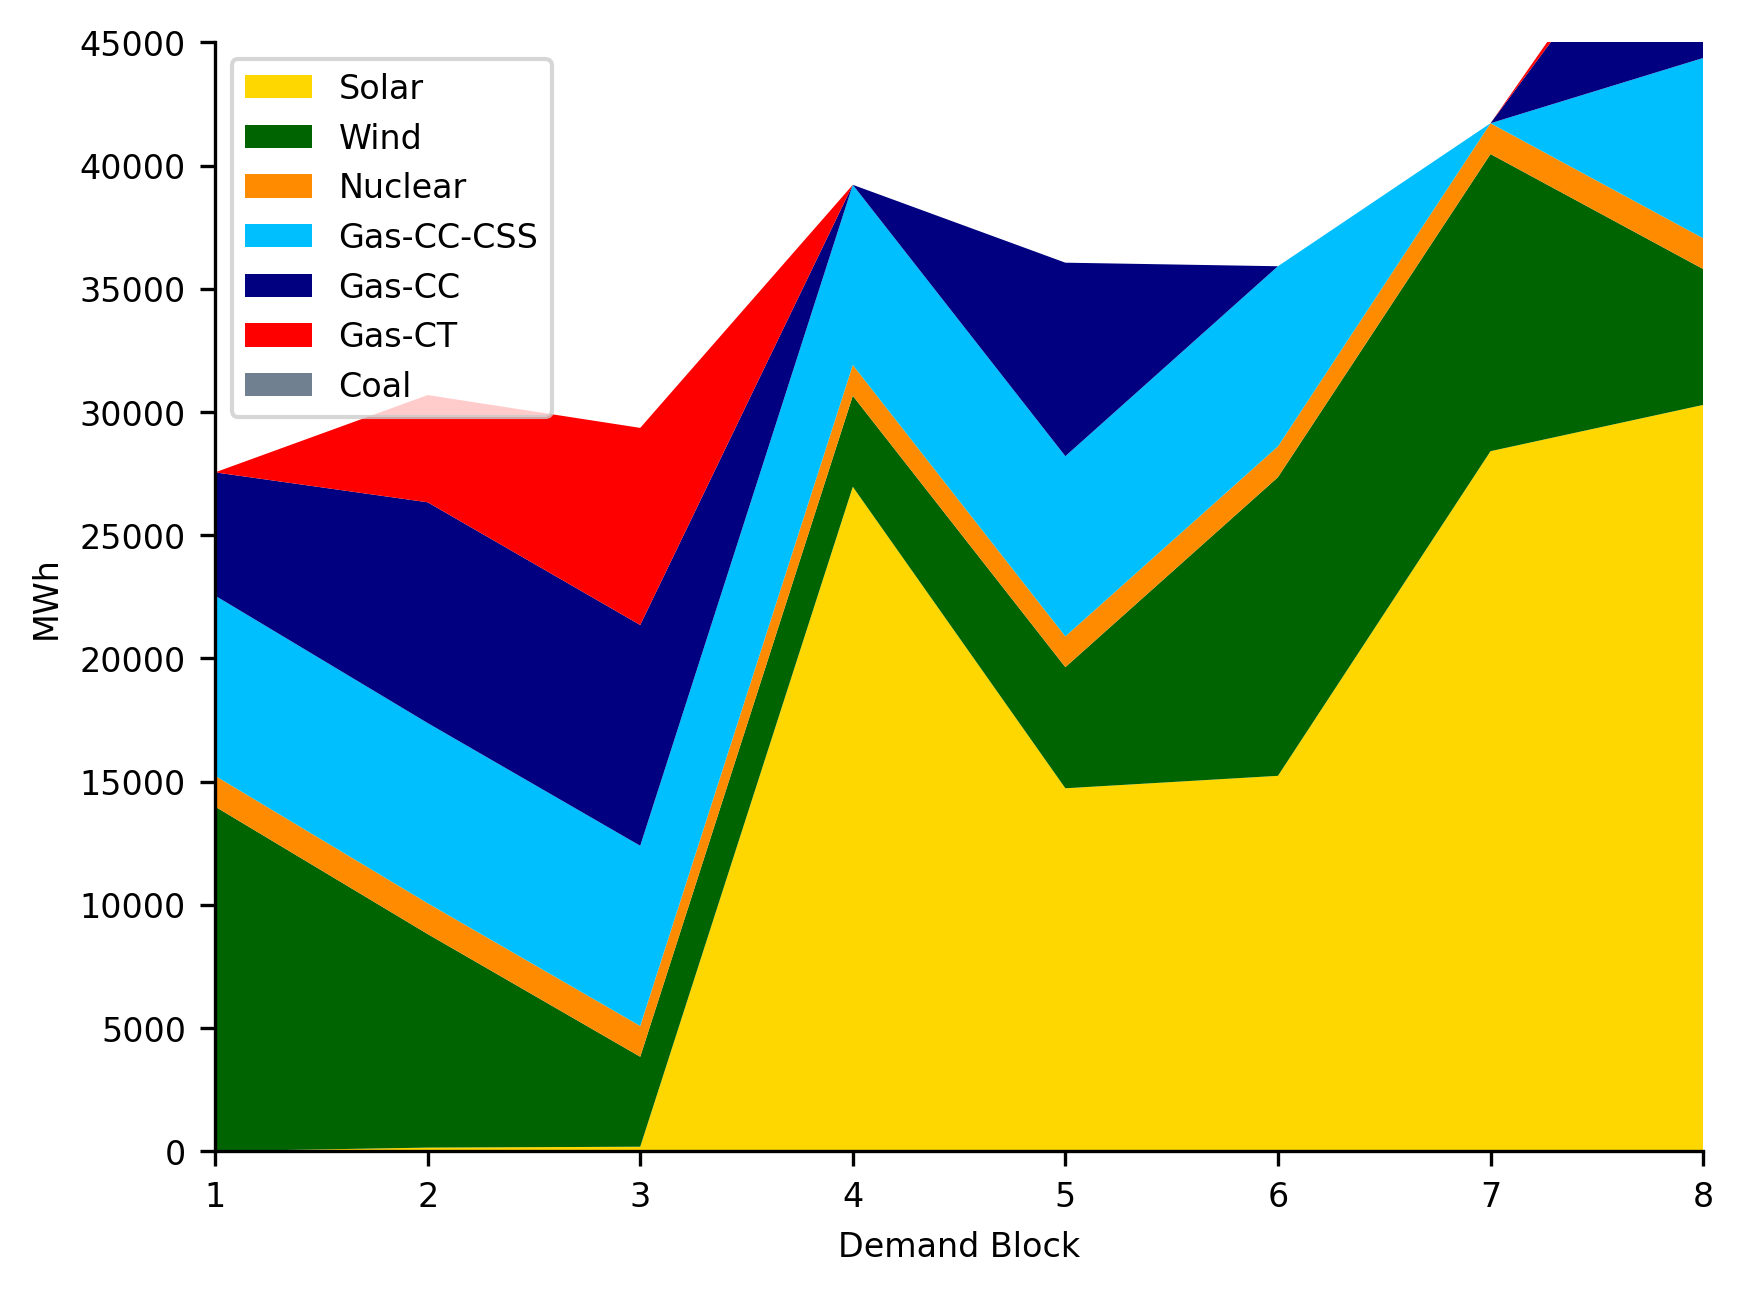 45000
40000
35000
30000
25000
20000
15000
10000
5000
0
MWh
Solar
Wind
Nuclear
Gas-CC-CSS
Gas-CC
Gas-CT
Coal
1 2 3 4 5 6 7 8
Demand Block